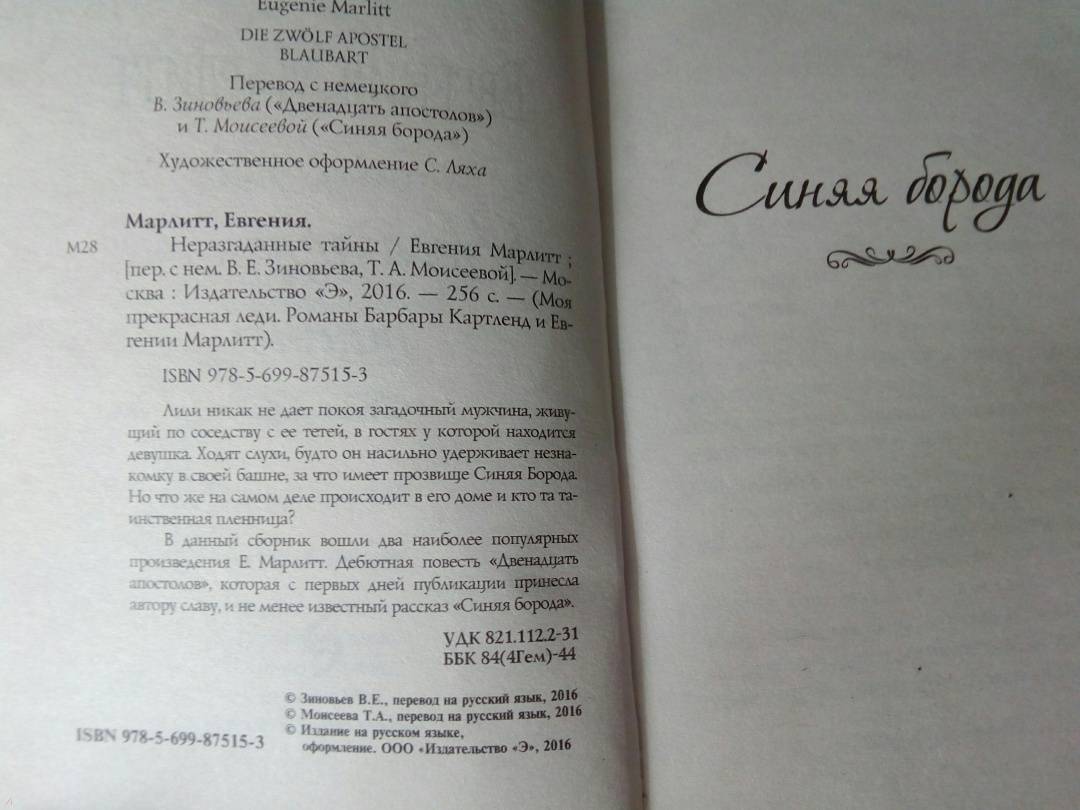 Eugenie Marlitt
DIE ZWÖLF APOSTEL
BLAUBART
Перевод с немецкого
В. Зиновьева («Двенадцать апостолов»)
и Т. Моисеевой («Синяя борода»)
Художественное оформление С. Ляха
Марлитт, Евгения.
М28 Неразгаданные тайны / Евгения Марлитт ;
[пер. с нем. В. Е. Зиновьева, Т. А. Моисеевой]. — Мо-
сква : Издательство «Э», 2016. — 256 с. — (Моя
прекрасная леди. Романы Барбары Картленд и Ев-
гении Марлитт).
ISBN 978-5-699-87515-3
Лили никак не дает покоя загадочный мужчина, живу-
щий по соседству с ее тетей, в гостях у которой находится
девушка. Ходят слухи, будто он насильно удерживает незна-
комку в своей башне, за что имеет прозвище Синяя Борода.
Но что же на самом деле происходит в его доме и кто та та-
инственная пленница?
В данный сборник вошли два наиболее популярных
произведения Е. Марлитт. Дебютная повесть «Двенадцать
апостолов», которая с первых дней публикации принесла
автору славу, и не менее известный рассказ «Синяя борода».
УДК 821.112.2-31
ББК 84(4Гем)-44
© Зиновьев В.Е., перевод на русский язык, 2016
© Моисеева Т.А., перевод на русский язык, 2016
© Издание на русском языке,
оформление. ООО «Издательство «Э», 2016
ISBN 978-5-699-87515-3
Синяя борода